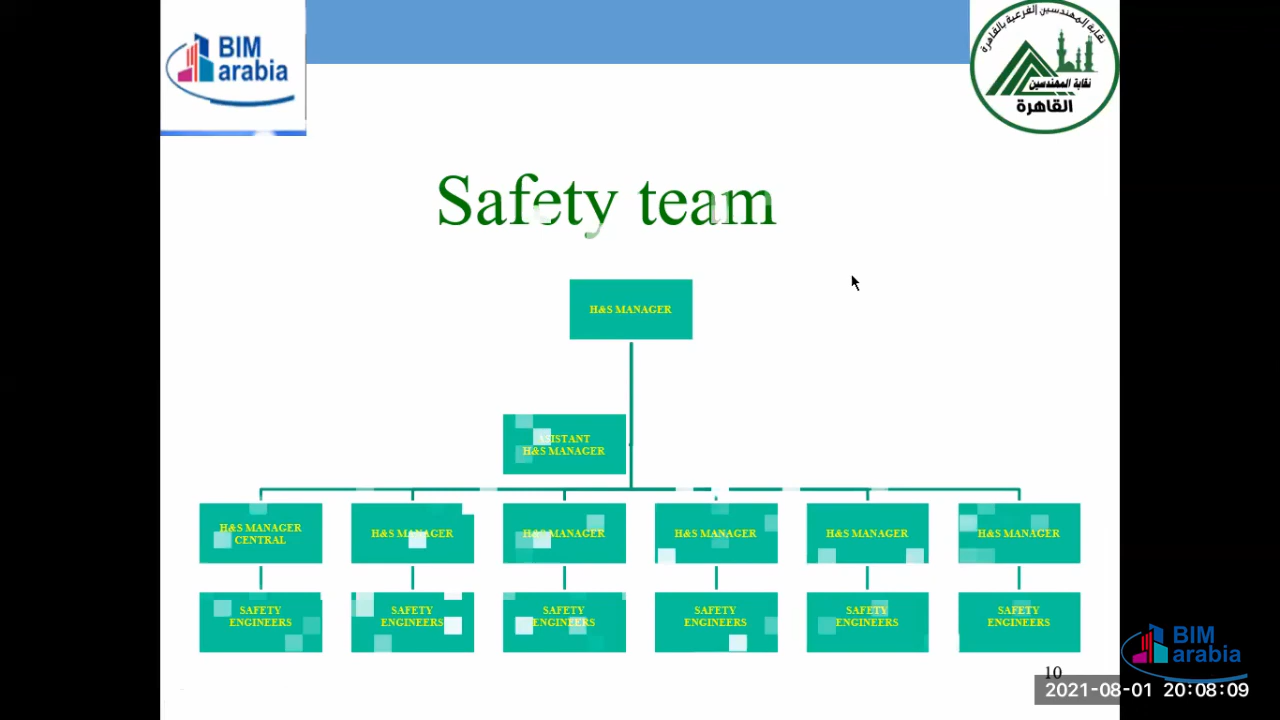 BIM
arabia
نقابة المهندسين الفرعية بالقاهرة
نقابة المهندسين
القاهرة
Safety team
H&S MANAGER
ASISTANT
H&S MANAGER
H&S MANAGER
CENTRAL
H&S MANAGER
H&S MANAGER
H&S MANAGER
H&S MANAGER
H&S MANAGER
SAFETY
ENGINEERS
SAFETY
ENGINEERS
SAFETY
ENGINEERS
SAFETY
ENGINEERS
SAFETY
ENGINEERS
SAFETY
ENGINEERS
BIM
arabia
10
2021-08-01 20:08:09